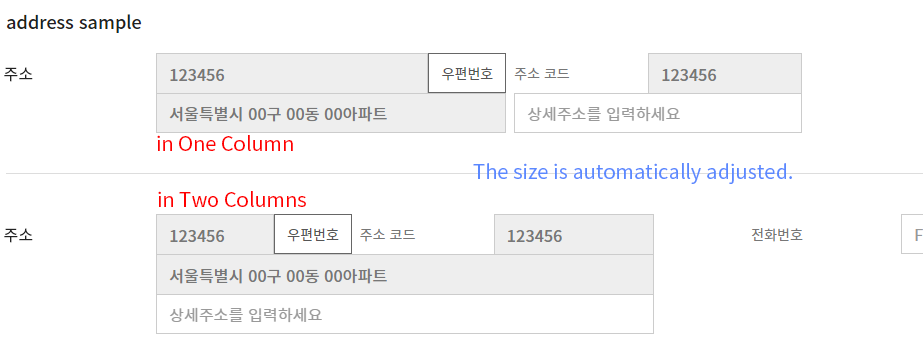 address sample
주소 123456 우편번호 주소 코드 123456
서울특별시 00구 00동 00아파트 상세주소를 입력하세요
in One Column
The size is automatically adjusted.
in Two Columns
주소 123456 우편번호 주소 코드 123456 전화번호 F
서울특별시 00구 00동 00아파트
상세주소를 입력하세요